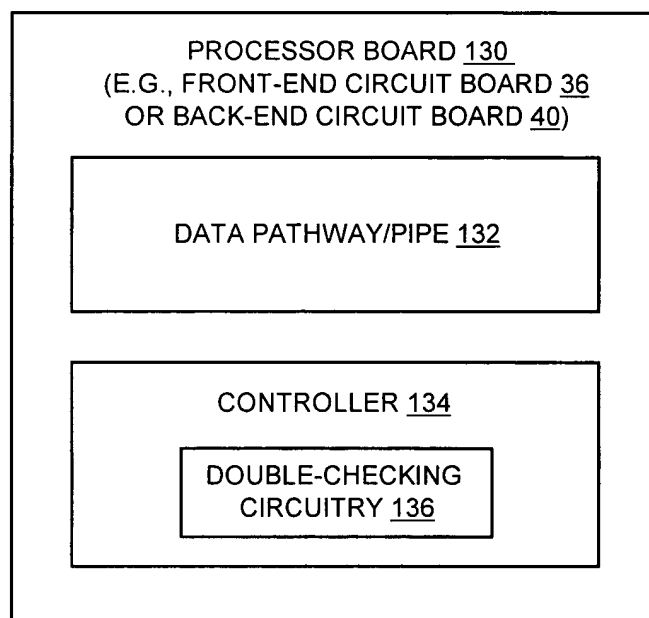 PROCESSOR BOARD 130
(E.G., FRONT-END CIRCUIT BOARD 36
OR BACK-END CIRCUIT BOARD 40)
DATA PATHWAY/PIPE 132
CONTROLLER 134
DOUBLE-CHECKING
CIRCUITRY 136